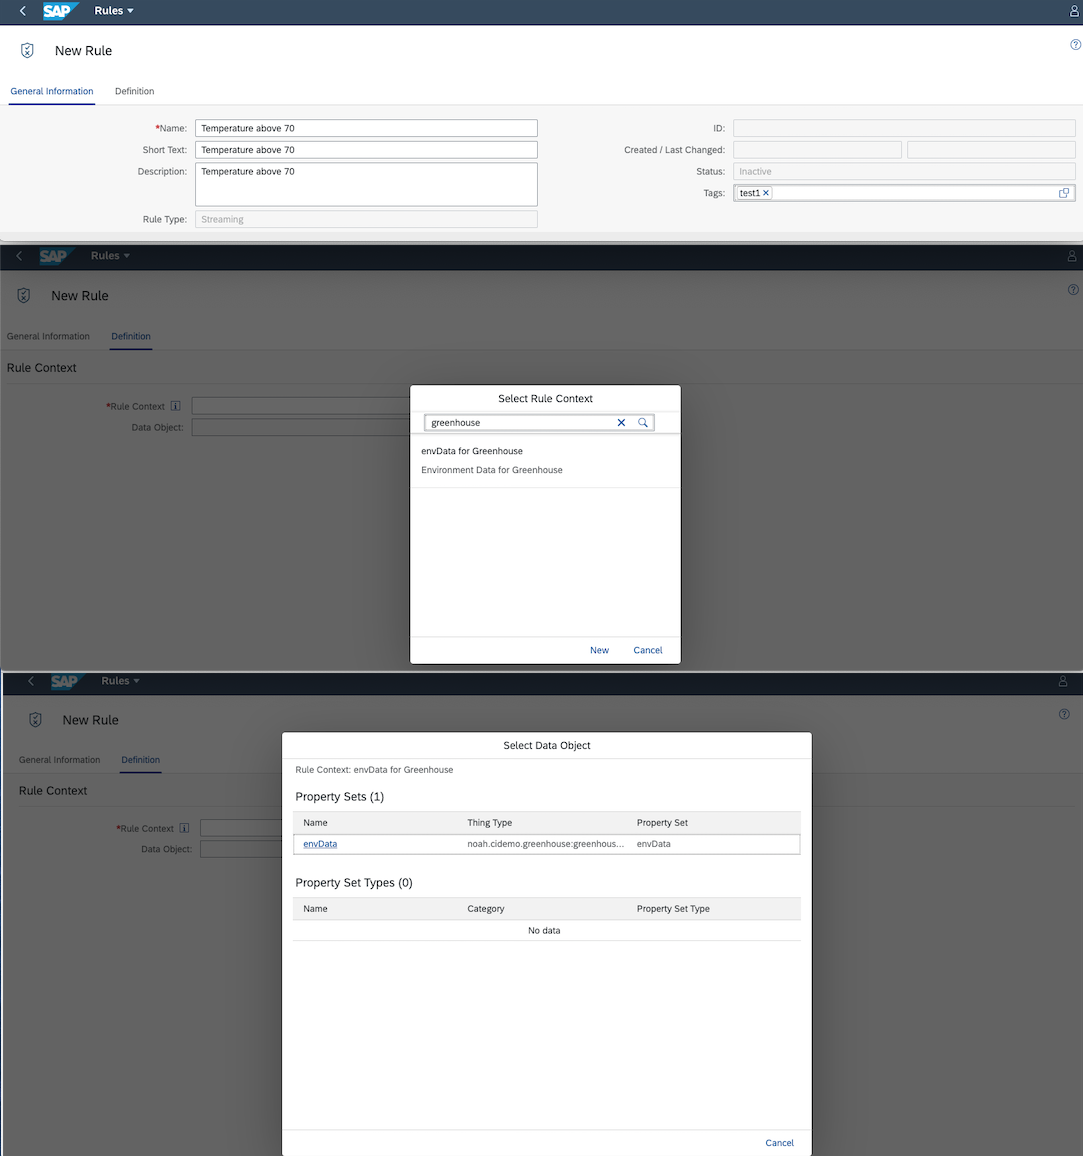 SAP Rules
New Rule
General Information Definition
*Name: Temperature above 70 ID:
Short Text: Temperature above 70 Created / Last Changed:
Description: Temperature above 70 Status: Inactive
Tags: test1
Rule Type: Streaming
SAP Rules
New Rule
General Information Definition
Rule Context
*Rule Context
Data Object:
Select Rule Context
greenhouse
envData for Greenhouse
Environment Data for Greenhouse
New Cancel
SAP Rules
New Rule
General Information Definition
Rule Context
*Rule Context
Data Object:
Select Data Object
Rule Context: envData for Greenhouse
Property Sets (1)
Name Thing Type Property Set
envData noah.cidemo.greenhouse:greenhous... envData
Property Set Types (0)
Name Category Property Set Type
No data
Cancel